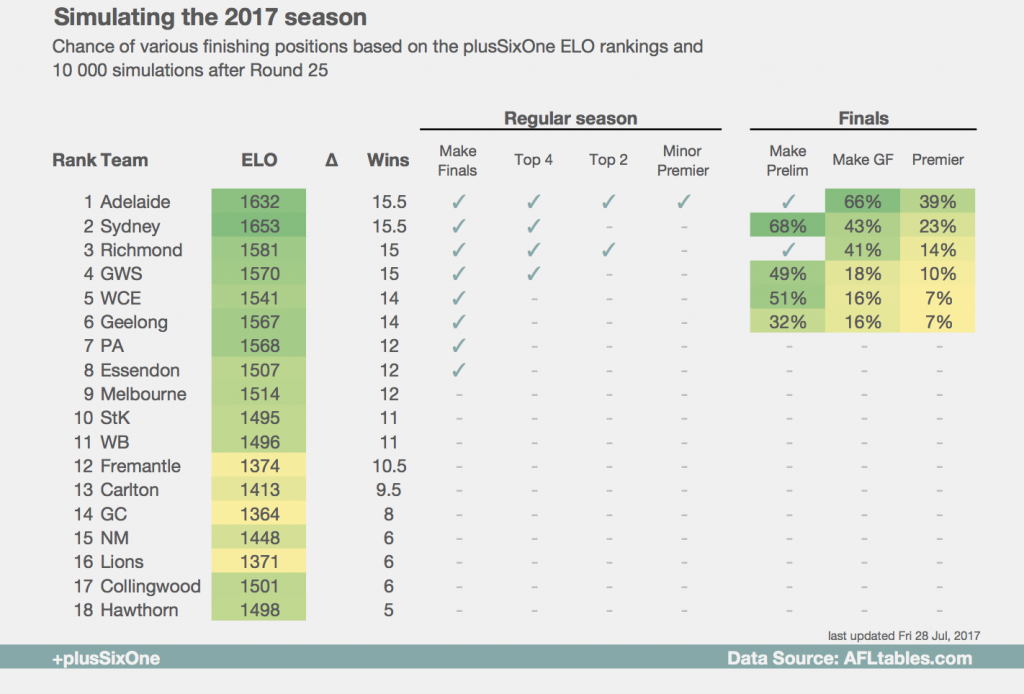 Simulating the 2017 season
Chance of various finishing positions based on the plusSixOne ELO rankings and
10 000 simulations after Round 25
Regular season Finals
Rank Team ELO Δ Wins Make Finals Top 4 Top 2 Minor Premier Make Prelim Make GF Premier
1 Adelaide 1632 15.5 ✓ ✓ ✓ ✓ ✓ 66% 39%
2 Sydney 1653 15.5 ✓ ✓ - - 68% 43% 23%
3 Richmond 1581 15 ✓ ✓ ✓ - ✓ 41% 14%
4 GWS 1570 15 ✓ ✓ - - 49% 18% 10%
5 WCE 1541 14 ✓ - - - 51% 16% 7%
6 Geelong 1567 14 ✓ - - - 32% 16% 7%
7 PA 1568 12 ✓ - - - - - -
8 Essendon 1507 12 ✓ - - - - - -
9 Melbourne 1514 12 - - - - - - -
10 StK 1495 11 - - - - - - -
11 WB 1496 11 - - - - - - -
12 Fremantle 1374 10.5 - - - - - - -
13 Carlton 1413 9.5 - - - - - - -
14 GC 1364 8 - - - - - - -
15 NM 1448 6 - - - - - - -
16 Lions 1371 6 - - - - - - -
17 Collingwood 1501 6 - - - - - - -
18 Hawthorn 1498 5 - - - - - - -
last updated Fri 28 Jul, 2017
+plusSixOne Data Source: AFLtables.com